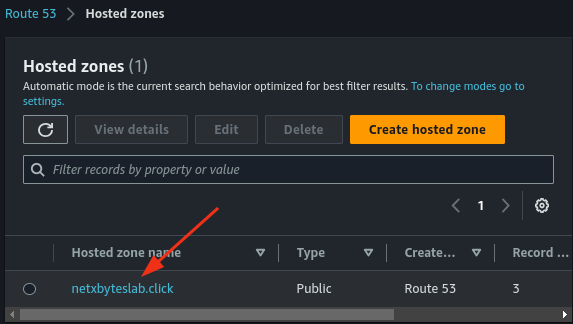 Route 53 > Hosted zones
Hosted zones (1)
Automatic mode is the current search behavior optimized for best filter results. To change modes go to
settings.
View details Edit Delete Create hosted zone
Filter records by property or value
1
Hosted zone name Type Create... Record ...
netxbyteslab.click Public Route 53 3